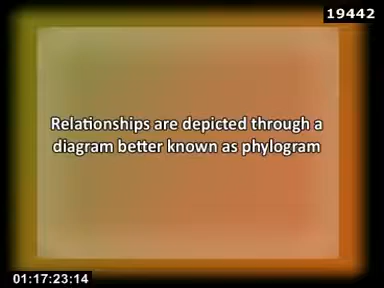 19442
Relationships are depicted through a
diagram better known as phylogram
01:17:23:14